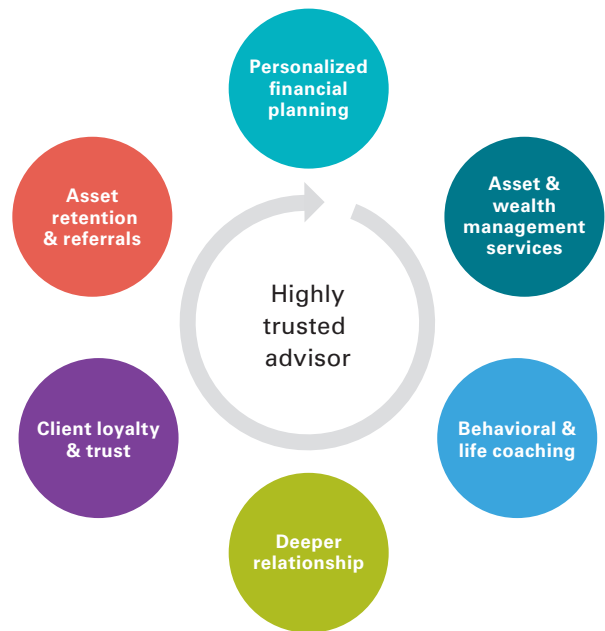 Personalized
financial
planning
Asset &
wealth
management
services
Behavioral &
life coaching
Deeper
relationship
Client loyalty
& trust
Asset
retention
& referrals
Highly
trusted
advisor